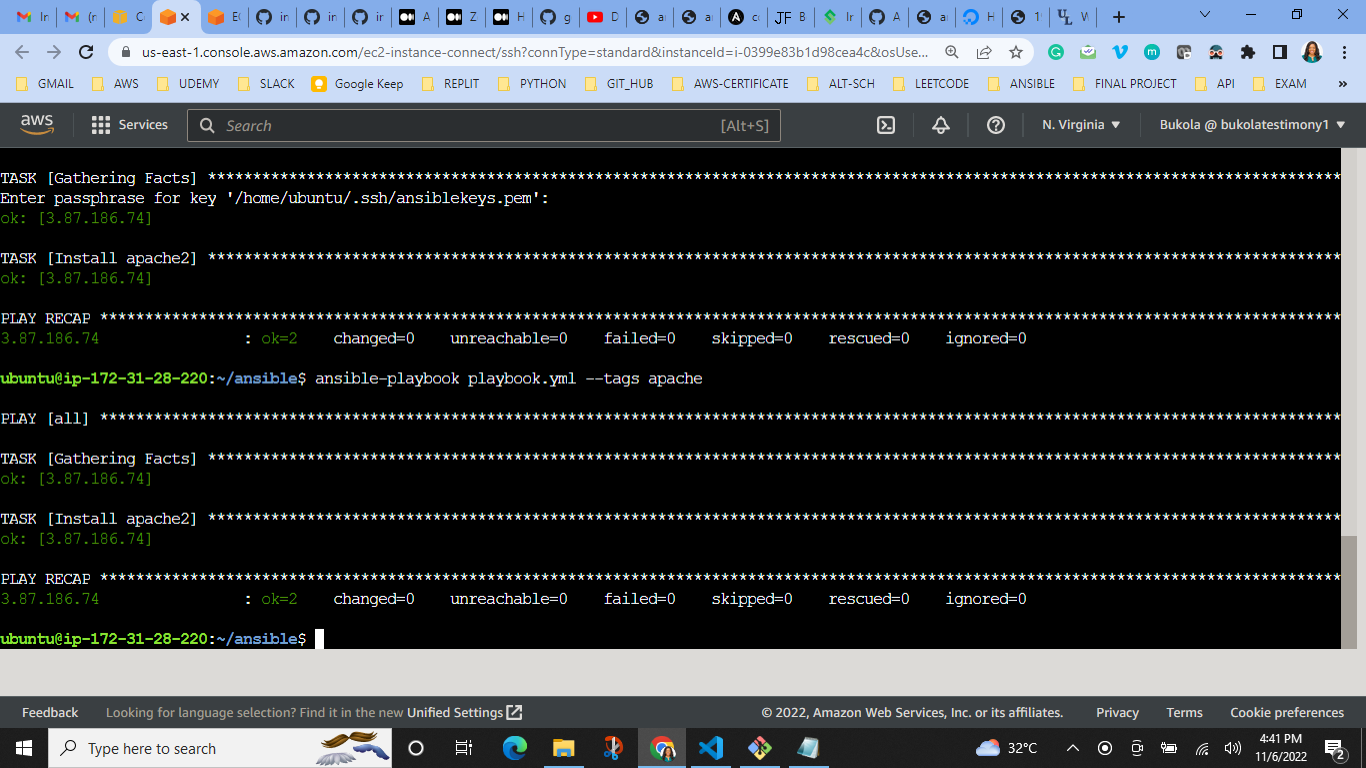 In
(r
C
EC
in
in
ir
A
Z
H
g
D
ar
ar
co
B
Ir
A
ar
H
1
W
us-east-1.console.aws.amazon.com/ec2-instance-connect/ssh?connType=standard&instanceId=i-0399e83b1d98cea4c&osUse...
GMAIL AWS UDEMY SLACK Google Keep REPLIT PYTHON GIT_HUB AWS-CERTIFICATE ALT-SCH LEETCODE ANSIBLE FINAL PROJECT API EXAM »
aws Services Search [Alt+S] N. Virginia Bukola @ bukolatestimony1
TASK [Gathering Facts] ******************************************************************************************************************************
Enter passphrase for key '/home/ubuntu/.ssh/ansiblekeys.pem':
ok: [3.87.186.74]
TASK [Install apache2] ******************************************************************************************************************************
ok: [3.87.186.74]
PLAY RECAP ******************************************************************************************************************************************
3.87.186.74 : ok=2 changed=0 unreachable=0 failed=0 skipped=0 rescued=0 ignored=0
ubuntu@ip-172-31-28-220:~/ansible$ ansible-playbook playbook.yml --tags apache
PLAY [all] ******************************************************************************************************************************************
TASK [Gathering Facts] ******************************************************************************************************************************
ok: [3.87.186.74]
TASK [Install apache2] ******************************************************************************************************************************
ok: [3.87.186.74]
PLAY RECAP ******************************************************************************************************************************************
3.87.186.74 : ok=2 changed=0 unreachable=0 failed=0 skipped=0 rescued=0 ignored=0
ubuntu@ip-172-31-28-220:~/ansible$
Feedback Looking for language selection? Find it in the new Unified Settings © 2022, Amazon Web Services, Inc. or its affiliates. Privacy Terms Cookie preferences
Type here to search 32°C 4:41 PM
11/6/2022 2